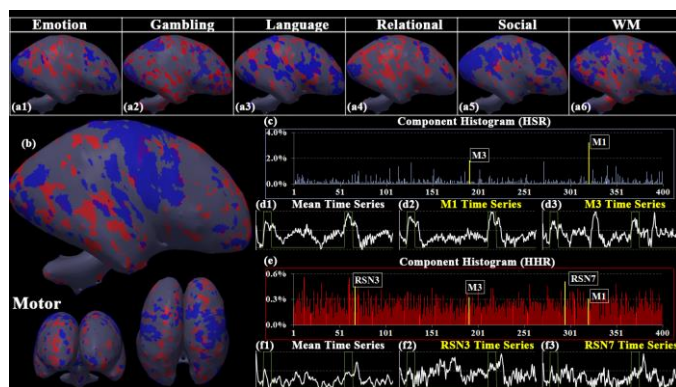 Emotion Gambling Language Relational Social WM
(a1) (a2) (a3) (a4) (a5) (a6)
(b)
(c) Component Histogram (HSR)
4.0%
M1
M3
2.0%
0.0%
1 51 101 151 201 251 301 351 400
(d1) Mean Time Series (d2) M1 Time Series (d3) M3 Time Series
(e) Component Histogram (HHR)
0.6%
RSN3 RSN7
M3
0.3%
M1
0.0%
1 51 101 151 201 251 301 351 400
Motor
(f1) Mean Time Series (f2) RSN3 Time Series (f3) RSN7 Time Series